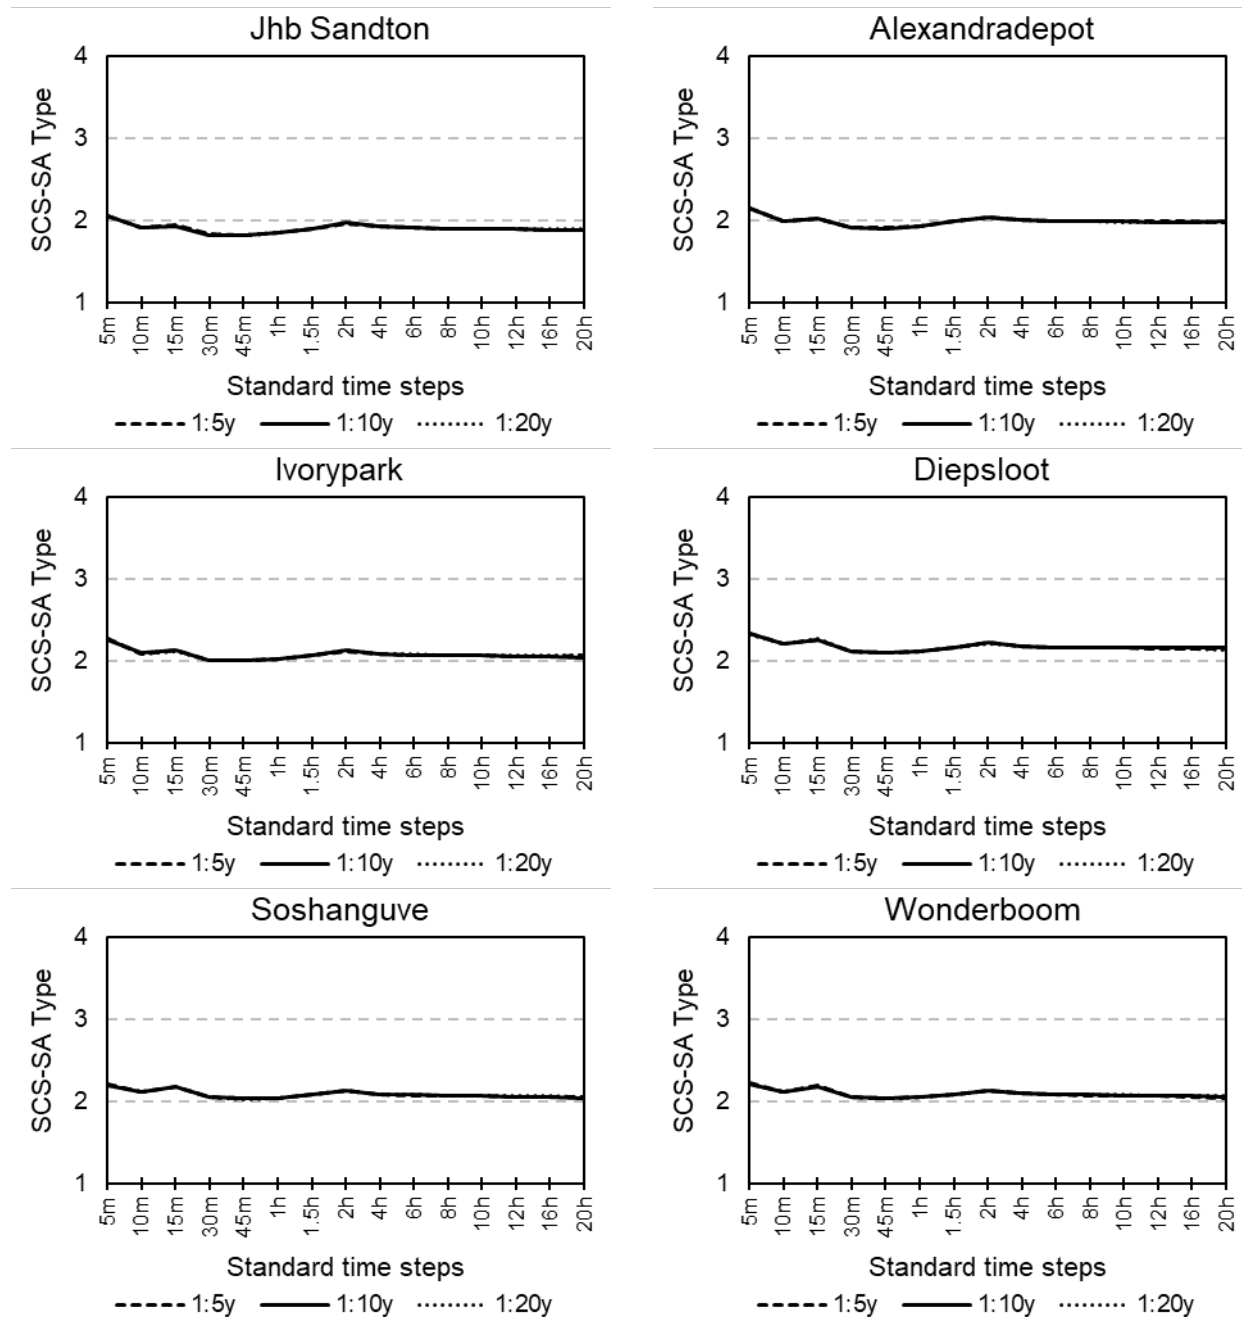 Jhb Sandton
4
3
2
1
SCS-SA Type
5m 10m 15m 30m 45m 1h 1.5h 2h 4h 6h 8h 10h 12h 16h 20h
Standard time steps
1:5y 1:10y 1:20y
Alexandradepot
4
3
2
1
SCS-SA Type
5m 10m 15m 30m 45m 1h 1.5h 2h 4h 6h 8h 10h 12h 16h 20h
Standard time steps
1:5y 1:10y 1:20y
Ivorypark
4
3
2
1
SCS-SA Type
5m 10m 15m 30m 45m 1h 1.5h 2h 4h 6h 8h 10h 12h 16h 20h
Standard time steps
1:5y 1:10y 1:20y
Diepsloot
4
3
2
1
SCS-SA Type
5m 10m 15m 30m 45m 1h 1.5h 2h 4h 6h 8h 10h 12h 16h 20h
Standard time steps
1:5y 1:10y 1:20y
Soshanguve
4
3
2
1
SCS-SA Type
5m 10m 15m 30m 45m 1h 1.5h 2h 4h 6h 8h 10h 12h 16h 20h
Standard time steps
1:5y 1:10y 1:20y
Wonderboom
4
3
2
1
SCS-SA Type
5m 10m 15m 30m 45m 1h 1.5h 2h 4h 6h 8h 10h 12h 16h 20h
Standard time steps
1:5y 1:10y 1:20y